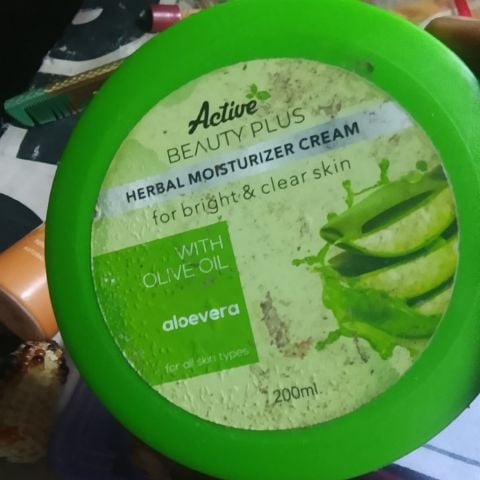 Active
BEAUTY PLUS
HERBAL MOISTURIZER CREAM
for bright & clear skin
WITH
OLIVE OIL
aloevera
for all skin types
200ml.